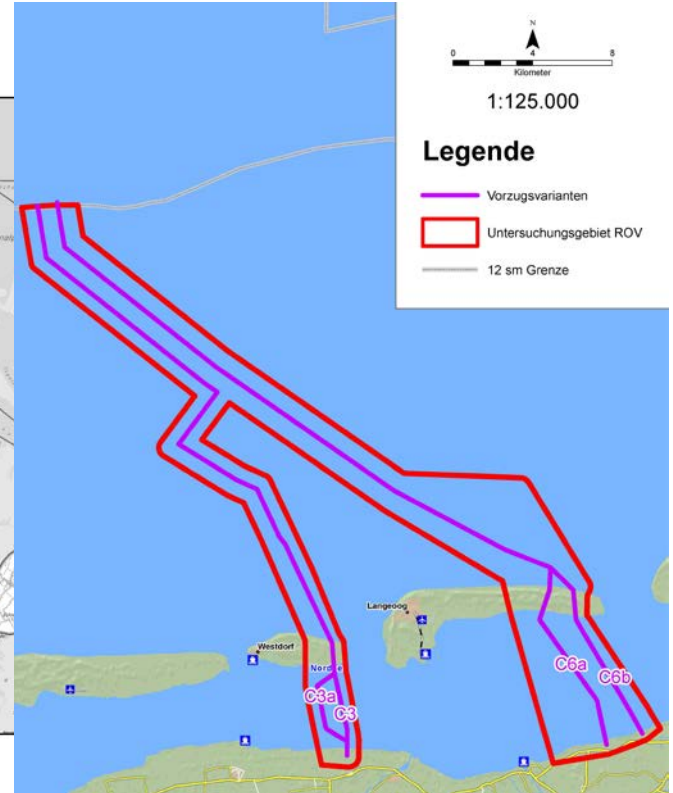 N
0 4 8
Kilometer
1:125.000
Legende
Vorzugsvarianten
Untersuchungsgebiet ROV
12 sm Grenze
Langeoog
Westdorf
C3a
C3
C6a
C6b